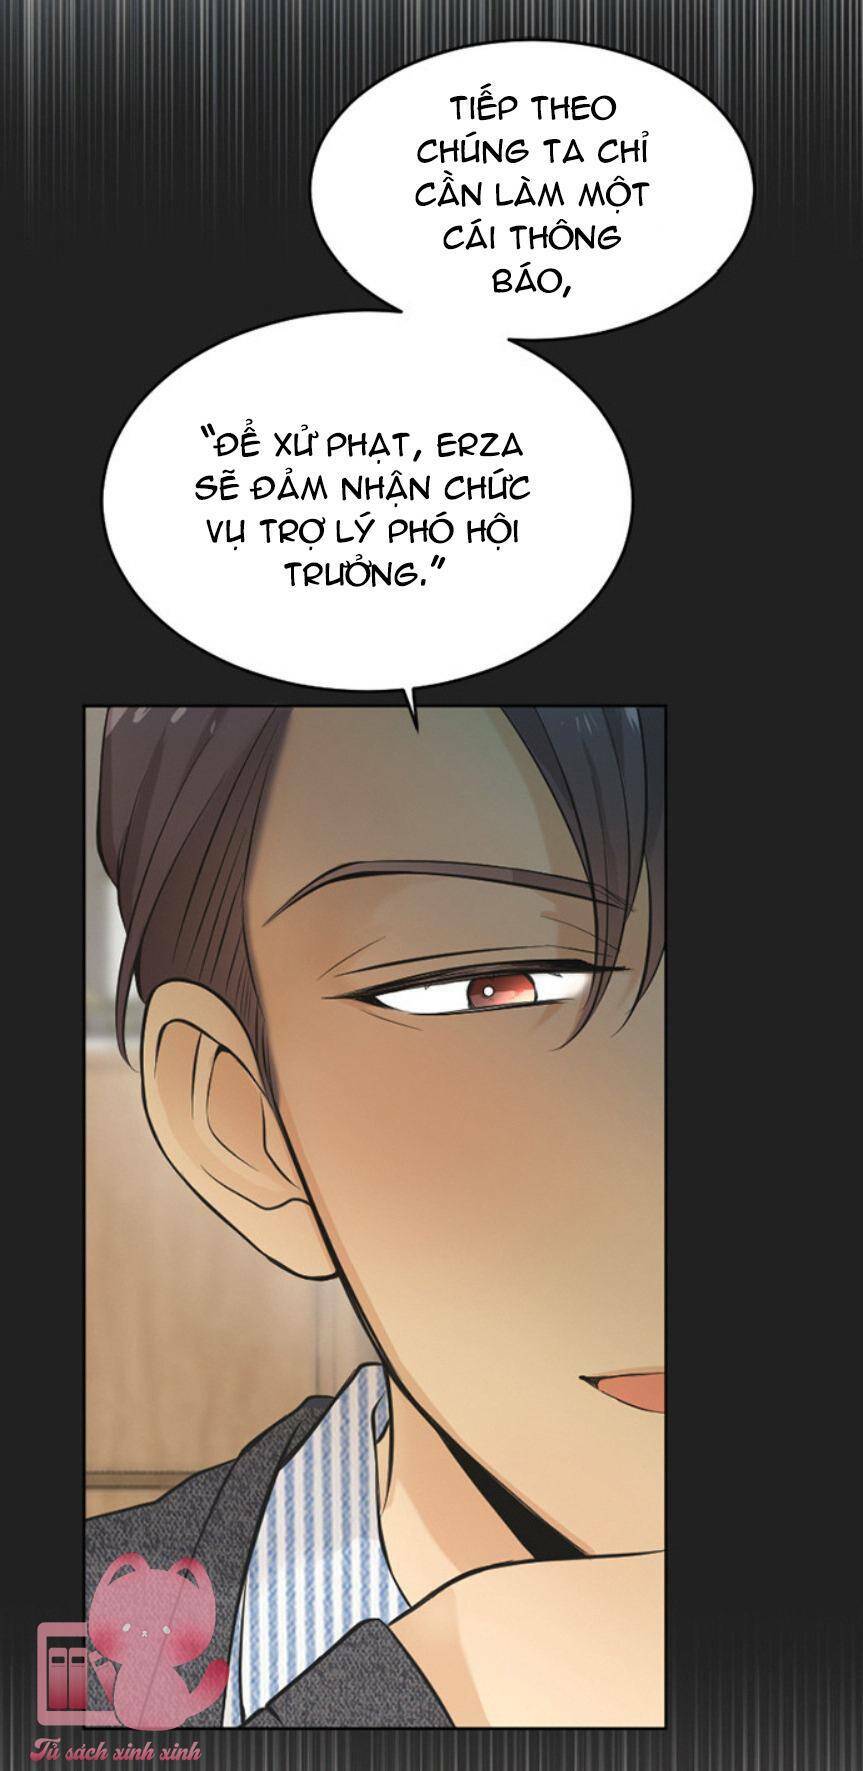 TIẾP THEO
CHÚNG TA CHỈ
CẦN LÀM MỘT
CÁI THÔNG
BÁO,
"ĐỂ XỬ PHẠT, ERZA
SẼ ĐẢM NHẬN CHỨC
VỤ TRỢ LÝ PHÓ HỘI
TRƯỞNG."
Tủ sách xinh xinh